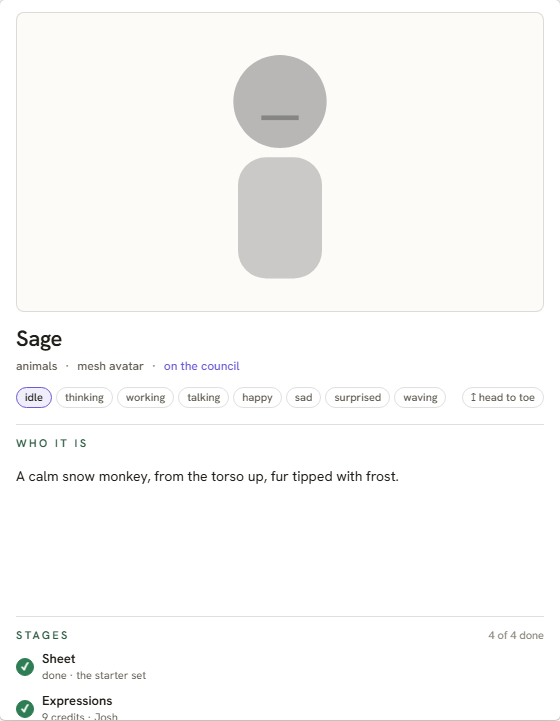 Sage
animals · mesh avatar · on the council
idle thinking working talking happy sad surprised waving head to toe
WHO IT IS
A calm snow monkey, from the torso up, fur tipped with frost.
STAGES 4 of 4 done
Sheet
done · the starter set
Expressions
9 credits · Josh